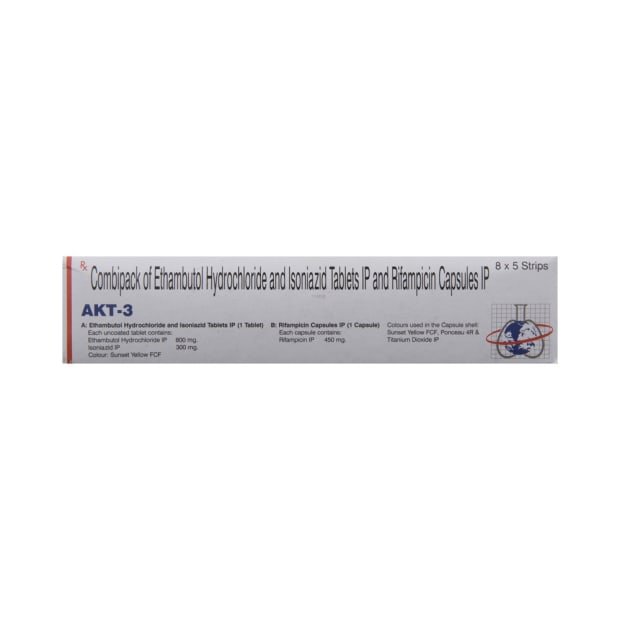 Rx
Combipack of Ethambutol Hydrochloride and Isoniazid Tablets IP and Rifampicin Capsules IP
8 x 5 Strips
AKT-3
A: Ethambutol Hydrochloride and Isoniazid Tablets IP (1 Tablet)
Each uncoated tablet contains:
Ethambutol Hydrochloride IP 800 mg.
Isoniazid IP 300 mg.
Colour: Sunset Yellow FCF
B: Rifampicin Capsules IP (1 Capsule)
Each capsule contains:
Rifampicin IP 450 mg.
Colours used in the Capsule shell:
Sunset Yellow FCF, Ponceau 4R &
Titanium Dioxide IP